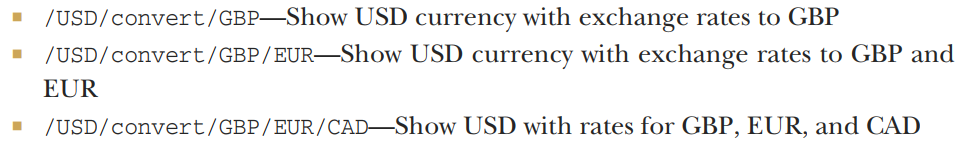 ▪ /USD/convert/GBP—Show USD currency with exchange rates to GBP
▪ /USD/convert/GBP/EUR—Show USD currency with exchange rates to GBP and
EUR
▪ /USD/convert/GBP/EUR/CAD—Show USD with rates for GBP, EUR, and CAD